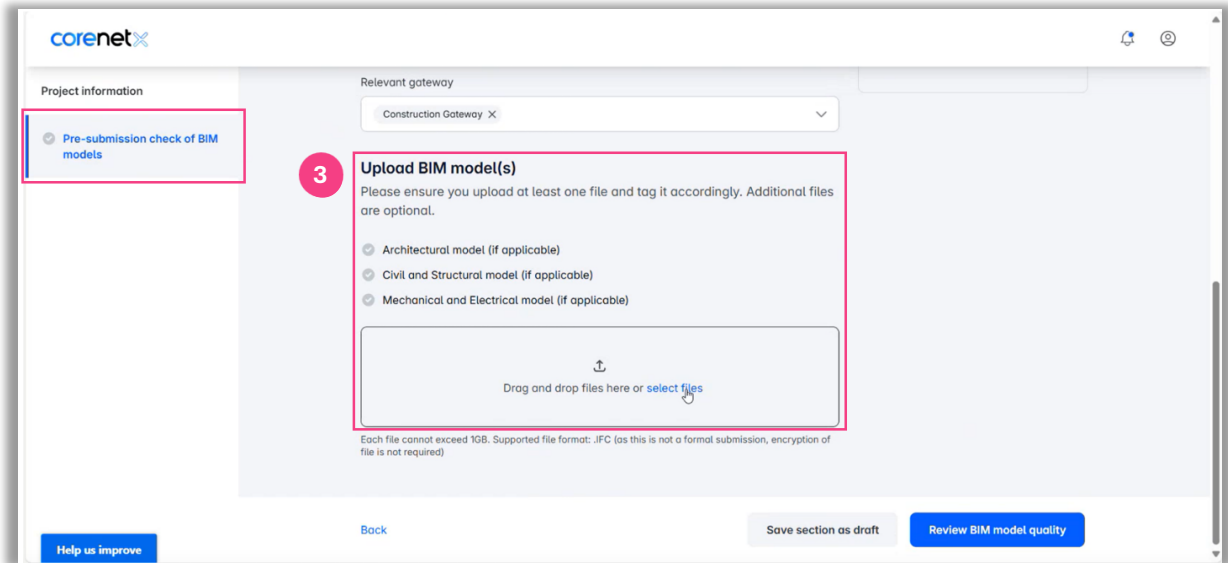 corenetx
Project information
Pre-submission check of BIM
models
Relevant gateway
Construction Gateway
3
Upload BIM model(s)
Please ensure you upload at least one file and tag it accordingly. Additional files
are optional.
Architectural model (if applicable)
Civil and Structural model (if applicable)
Mechanical and Electrical model (if applicable)
Drag and drop files here or select files
Each file cannot exceed 1GB. Supported file format: .IFC (as this is not a formal submission, encryption of
file is not required)
Back
Save section as draft
Review BIM model quality
Help us improve